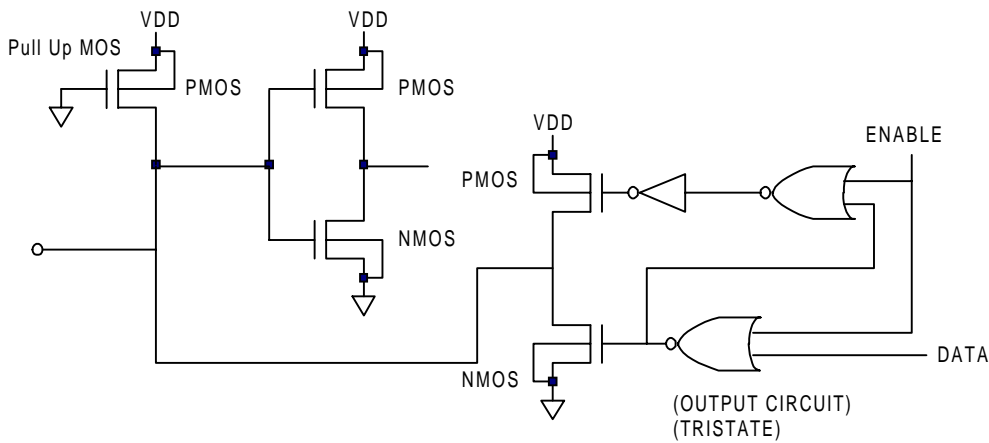 VDD
VDD
Pull Up MOS
PMOS
PMOS
VDD
ENABLE
PMOS
NMOS
DATA
NMOS
(OUTPUT CIRCUIT)
(TRISTATE)